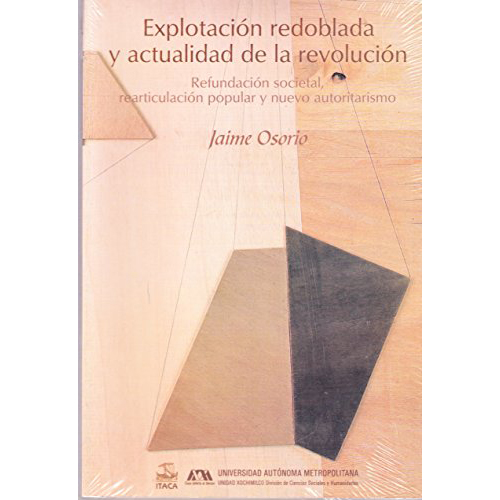 Explotación redoblada
y actualidad de la revolución
Refundación societal,
rearticulación popular y nuevo autoritarismo
Jaime Osorio
ITACA
UNIVERSIDAD AUTÓNOMA METROPOLITANA
UNIDAD XOCHIMILCO División de Ciencias Sociales y Humanidades